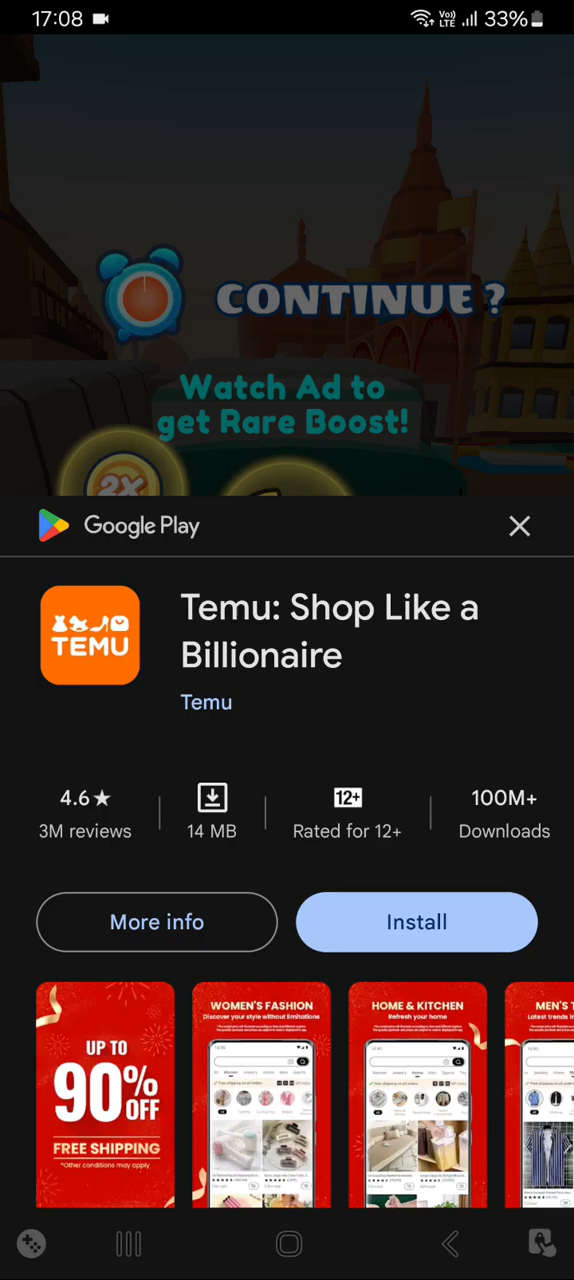 17:08
Vo)) LTE
33%
CONTINUE?
Watch Ad to
get Rare Boost!
2X
Google Play
TEMU
Temu: Shop Like a
Billionaire
Temu
4.6★
3M reviews
14 MB
12+
Rated for 12+
100M+
Downloads
More info
Install
UP TO
90%
OFF
FREE SHIPPING
*Other conditions may apply
WOMEN'S FASHION
Discover your style without limitations
HOME & KITCHEN
Refresh your home
MEN'S
Latest trends